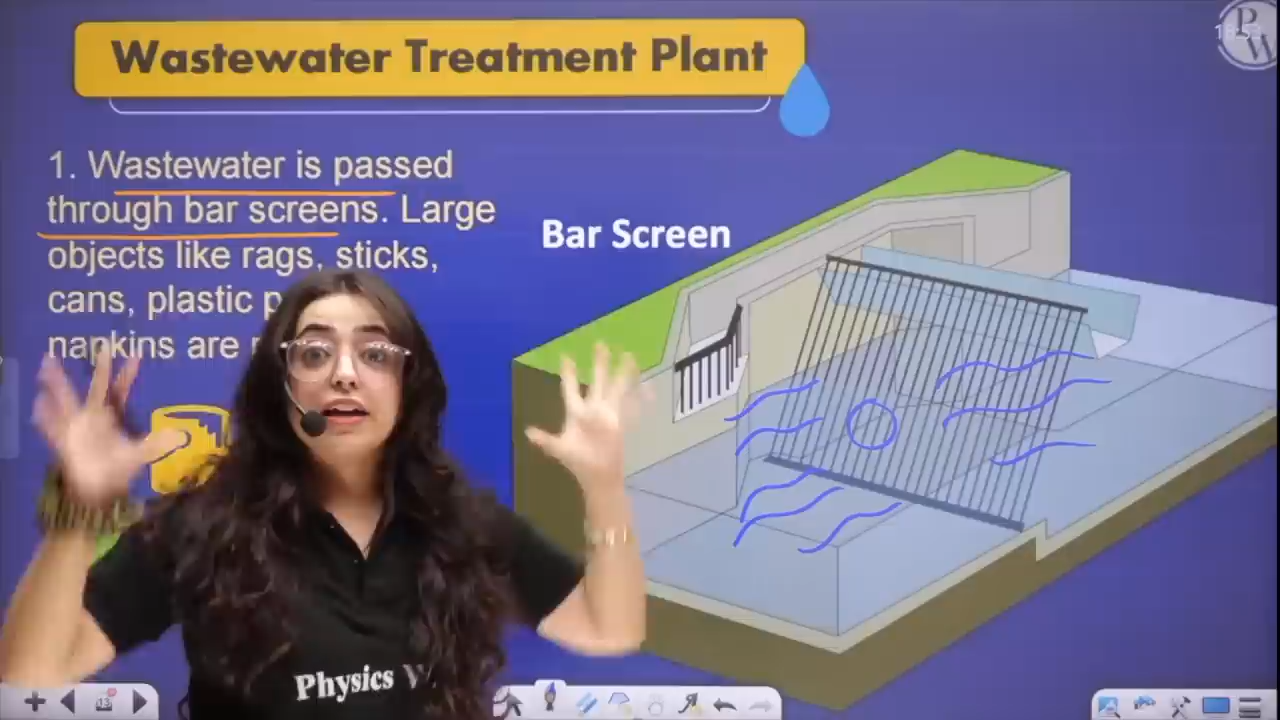 Wastewater Treatment Plant
1. Wastewater is passed
through bar screens. Large
objects like rags, sticks,
cans, plastic
napkins are
Bar Screen
PW
Physics W